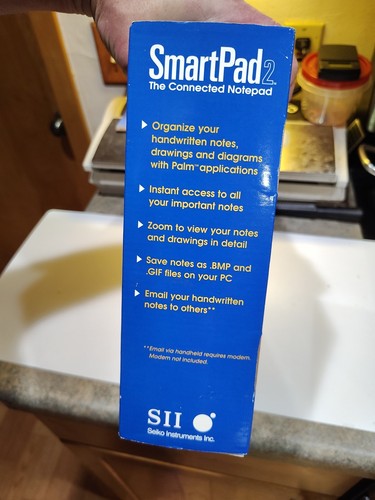 SmartPad2™
The Connected Notepad
Organize your
handwritten notes,
drawings and diagrams
with Palm™ applications
Instant access to all
your important notes
Zoom to view your notes
and drawings in detail
Save notes as .BMP and
.GIF files on your PC
Email your handwritten
notes to others**
**Email via handheld requires modem.
Modem not included.
SII
Seiko Instruments Inc.